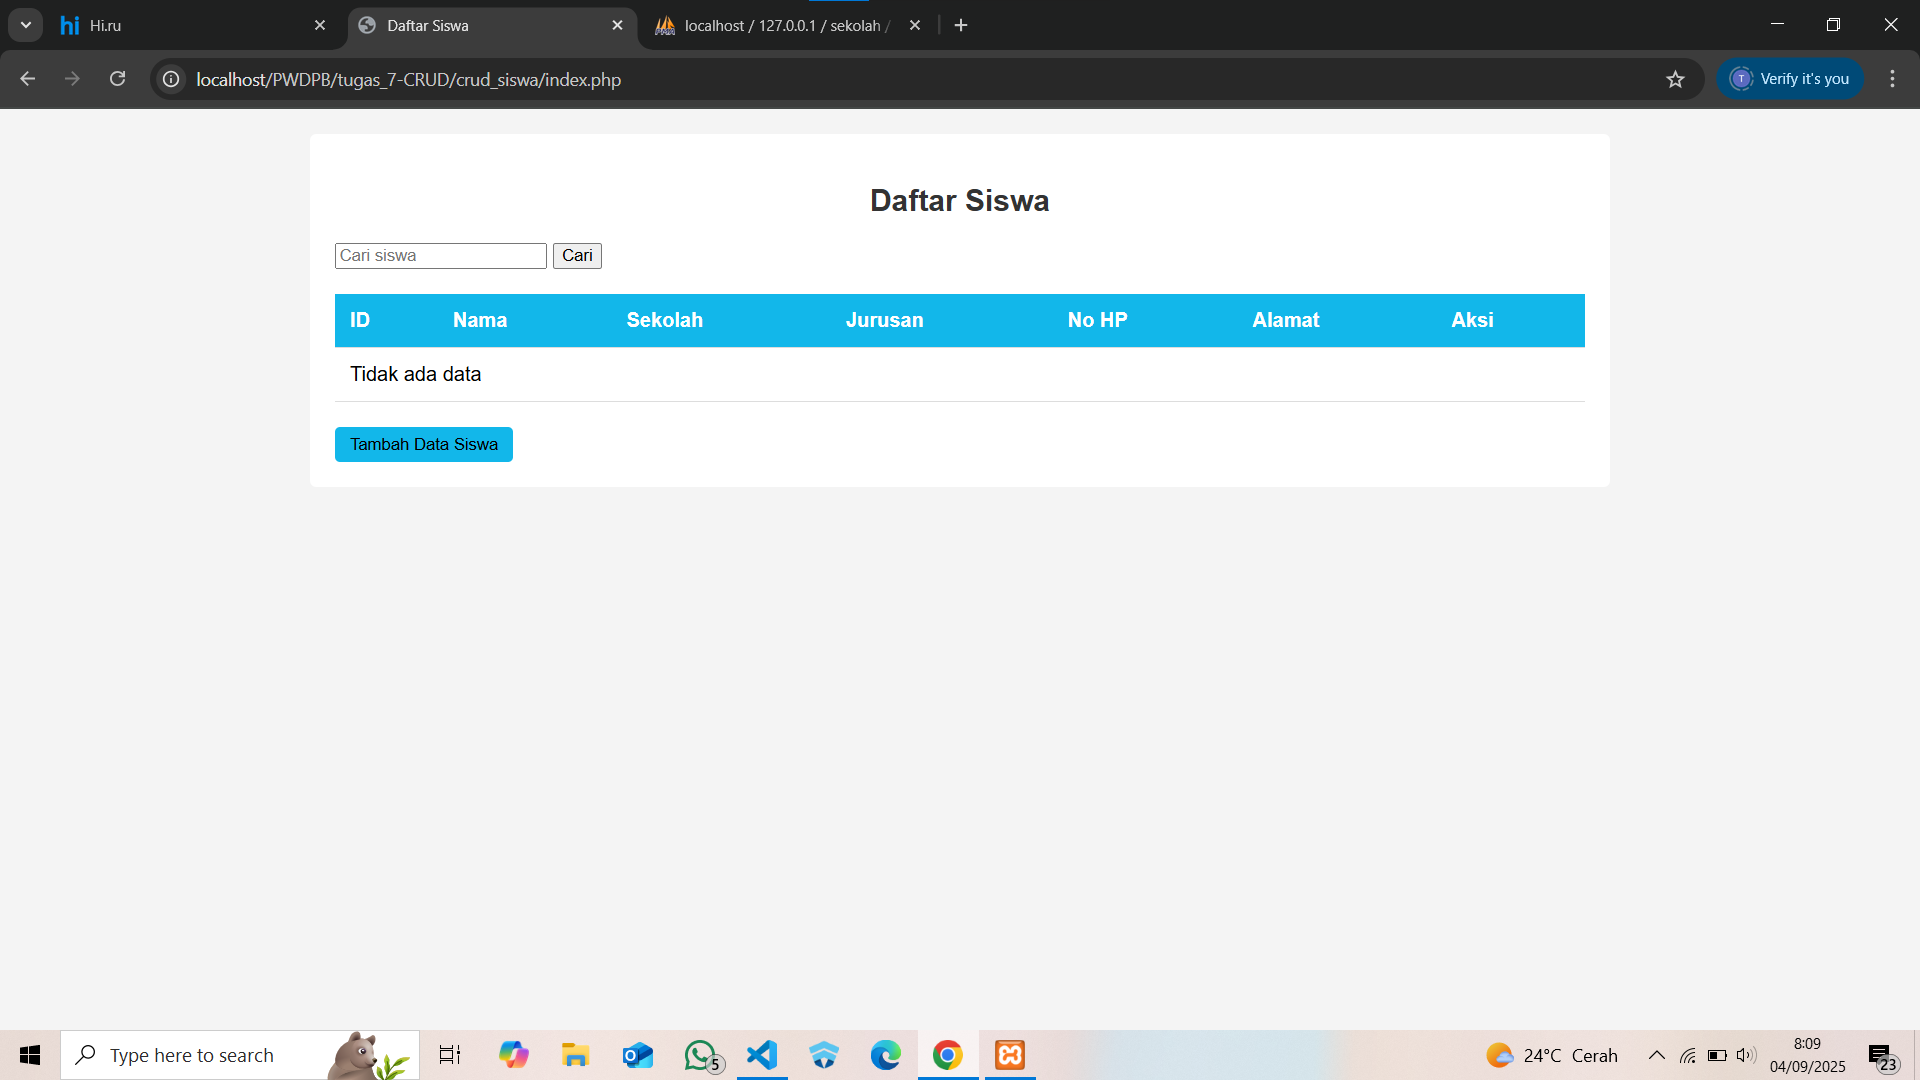 hi Hi.ru
Daftar Siswa
localhost / 127.0.0.1 / sekolah /
localhost/PWDPB/tugas_7-CRUD/crud_siswa/index.php
T Verify it's you
Daftar Siswa
Cari siswa Cari
ID Nama Sekolah Jurusan No HP Alamat Aksi
Tidak ada data
Tambah Data Siswa
Type here to search
5
24°C Cerah
8:09
04/09/2025
23